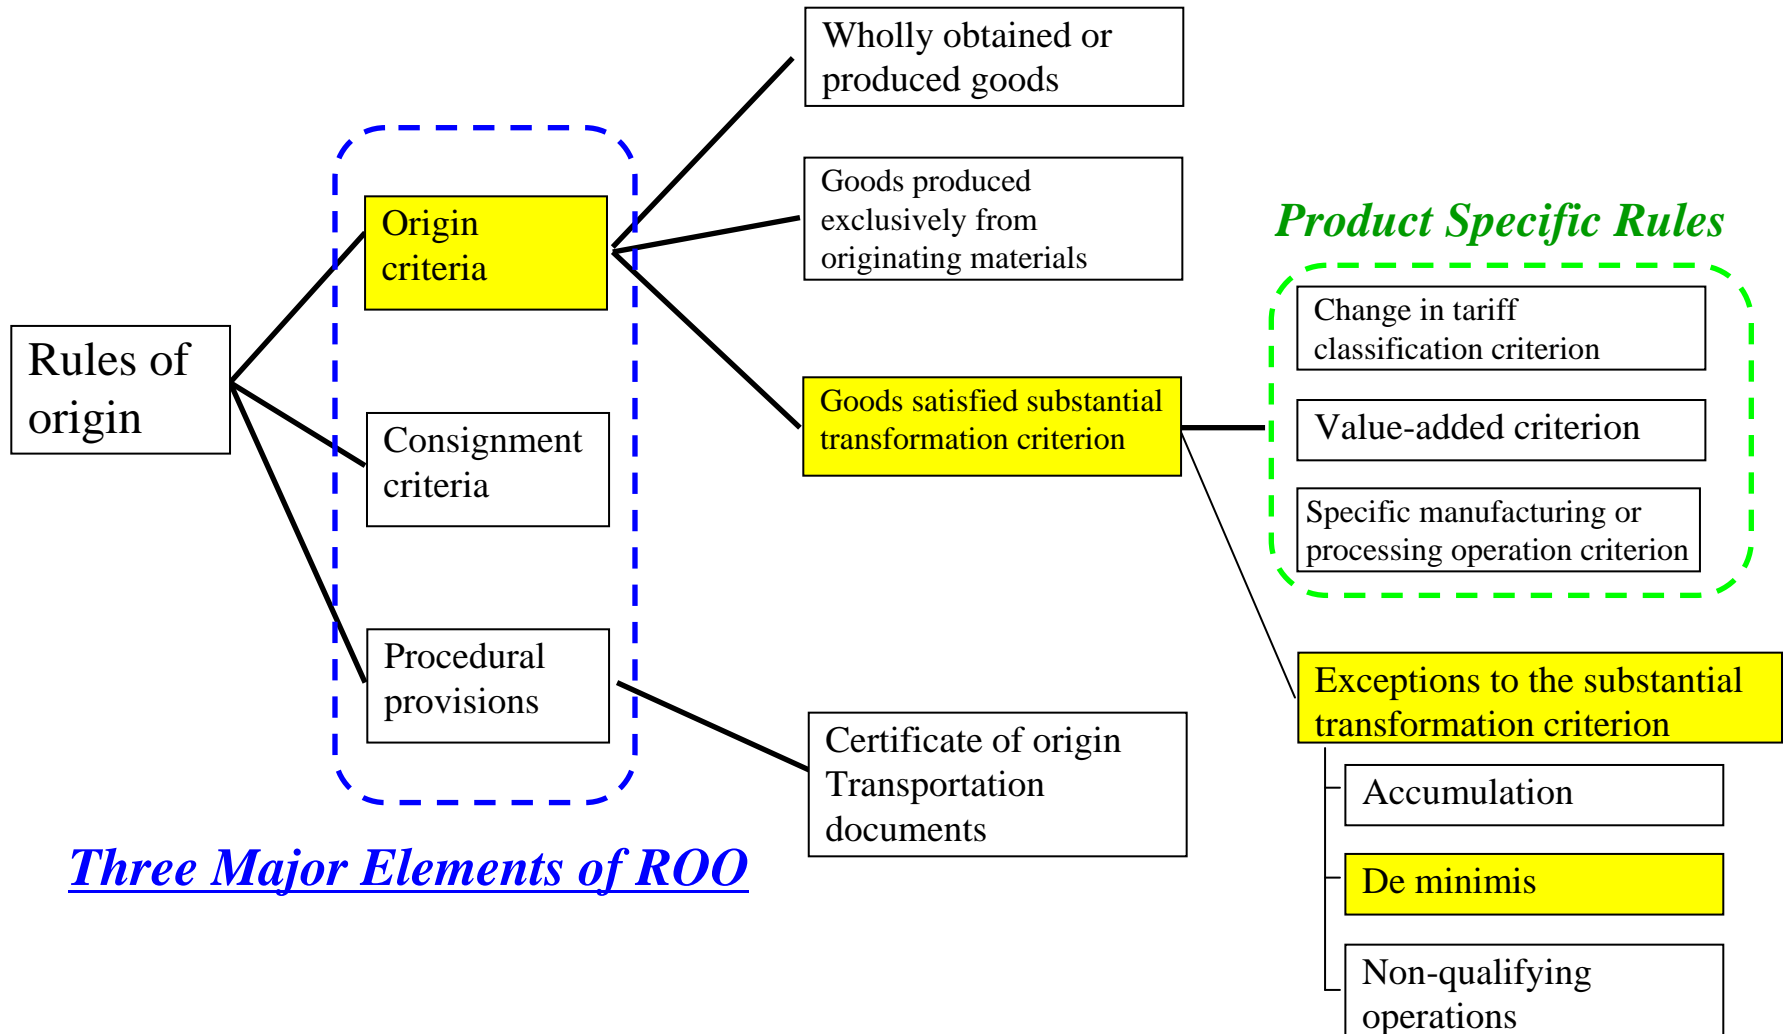 Rules of
origin
Origin
criteria
Consignment
criteria
Procedural
provisions
Three Major Elements of ROO
Wholly obtained or
produced goods
Goods produced
exclusively from
originating materials
Goods satisfied substantial
transformation criterion
Certificate of origin
Transportation
documents
Product Specific Rules
Change in tariff
classification criterion
Value-added criterion
Specific manufacturing or
processing operation criterion
Exceptions to the substantial
transformation criterion
Accumulation
De minimis
Non-qualifying
operations